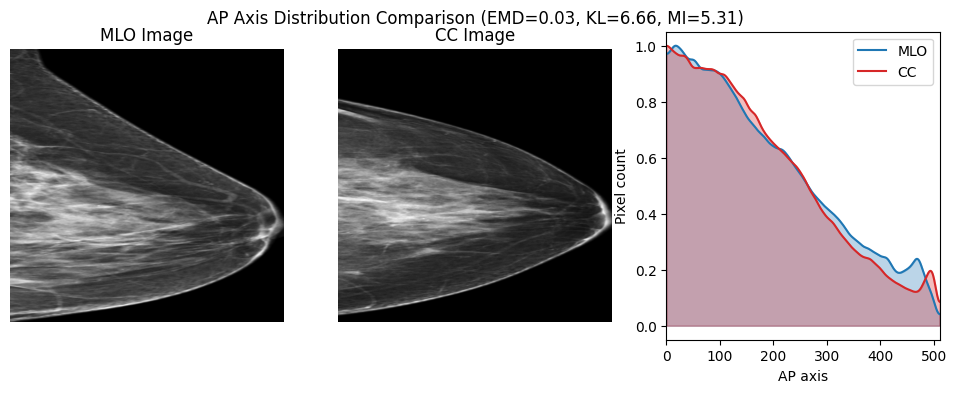 AP Axis Distribution Comparison (EMD=0.03, KL=6.66, MI=5.31)
MLO Image
CC Image
MLO
CC
Pixel count
1.0
0.8
0.6
0.4
0.2
0.0
0 100 200 300 400 500
AP axis